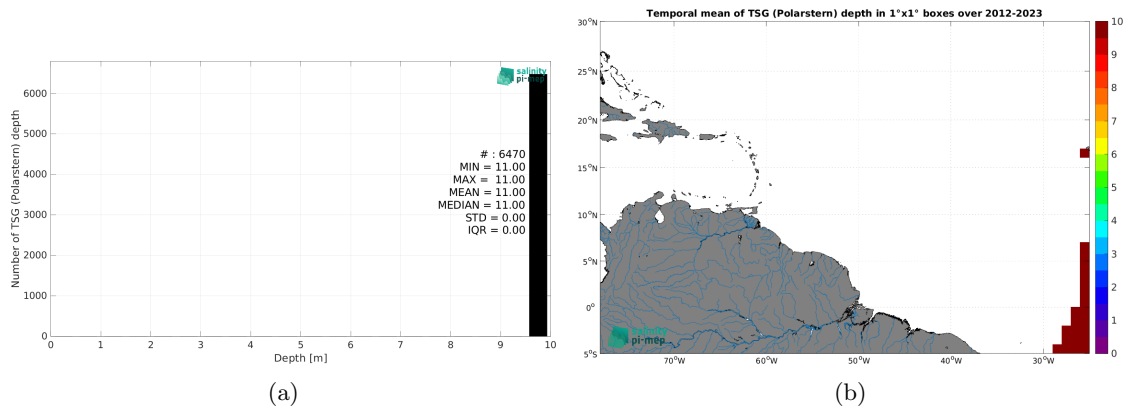 Number of TSG (Polarstern) depth
6000
5000
4000
3000
2000
1000
0
salinity
pi-mep
# : 6470
MIN = 11.00
MAX = 11.00
MEAN = 11.00
MEDIAN = 11.00
STD = 0.00
IQR = 0.00
0 1 2 3 4 5 6 7 8 9 10
Depth [m]
(a)
Temporal mean of TSG (Polarstern) depth in 1°x1° boxes over 2012-2023
30°N
25°N
20°N
15°N
10°N
5°N
0°
5°S
salinity
pi-mep
70°W 60°W 50°W 40°W 30°W
10
9
8
7
6
5
4
3
2
1
0
(b)